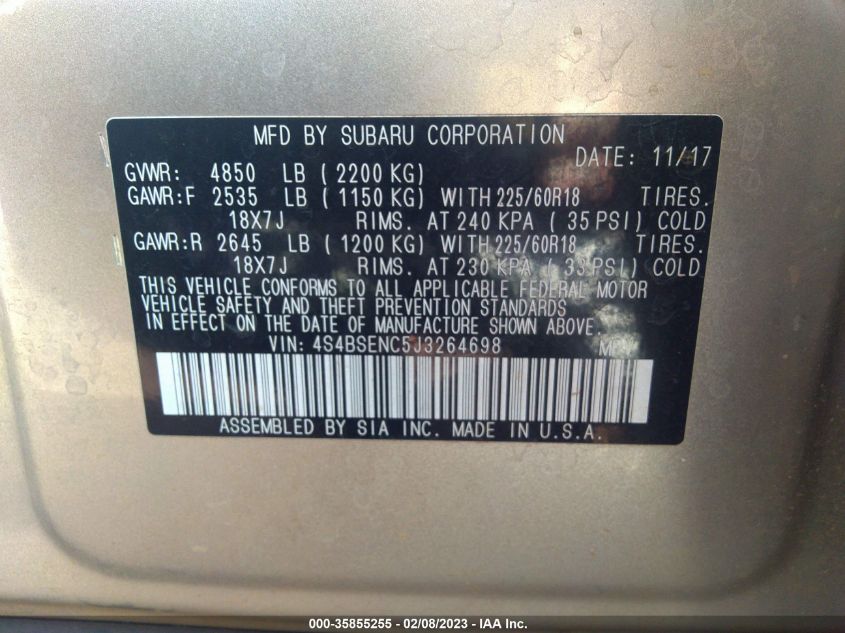 MFD BY SUBARU CORPORATION
DATE: 11/17
GVWR: 4850 LB ( 2200 KG)
GAWR:F 2535 LB ( 1150 KG) WITH 225/60R18 TIRES.
18X7J RIMS. AT 240 KPA ( 35 PSI) COLD
GAWR:R 2645 LB ( 1200 KG) WITH 225/60R18 TIRES.
18X7J RIMS. AT 230 KPA ( 33 PSI) COLD
THIS VEHICLE CONFORMS TO ALL APPLICABLE FEDERAL MOTOR
VEHICLE SAFETY AND THEFT PREVENTION STANDARDS
IN EFFECT ON THE DATE OF MANUFACTURE SHOWN ABOVE.
VIN: 4S4BSENC5J3264698 MPV
ASSEMBLED BY SIA INC. MADE IN U.S.A.
000-35855255 - 02/08/2023 - IAA Inc.